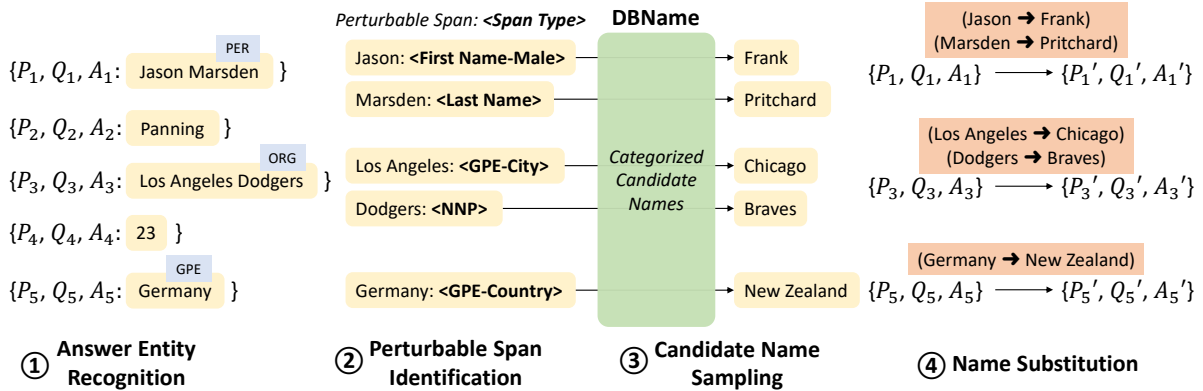 Perturbable Span: <Span Type>
DBName
PER
{P1, Q1, A1: Jason Marsden }
{P2, Q2, A2: Panning }
ORG
{P3, Q3, A3: Los Angeles Dodgers }
{P4, Q4, A4: 23 }
GPE
{P5, Q5, A5: Germany }
① Answer Entity
Recognition
Jason: <First Name-Male>
Marsden: <Last Name>
Los Angeles: <GPE-City>
Dodgers: <NNP>
Germany: <GPE-Country>
② Perturbable Span
Identification
Categorized
Candidate
Names
Frank
Pritchard
Chicago
Braves
New Zealand
③ Candidate Name
Sampling
(Jason ➜ Frank)
(Marsden ➜ Pritchard)
{P1, Q1, A1} ⟶ {P1′, Q1′, A1′}
(Los Angeles ➜ Chicago)
(Dodgers ➜ Braves)
{P3, Q3, A3} ⟶ {P3′, Q3′, A3′}
(Germany ➜ New Zealand)
{P5, Q5, A5} ⟶ {P5′, Q5′, A5′}
④ Name Substitution